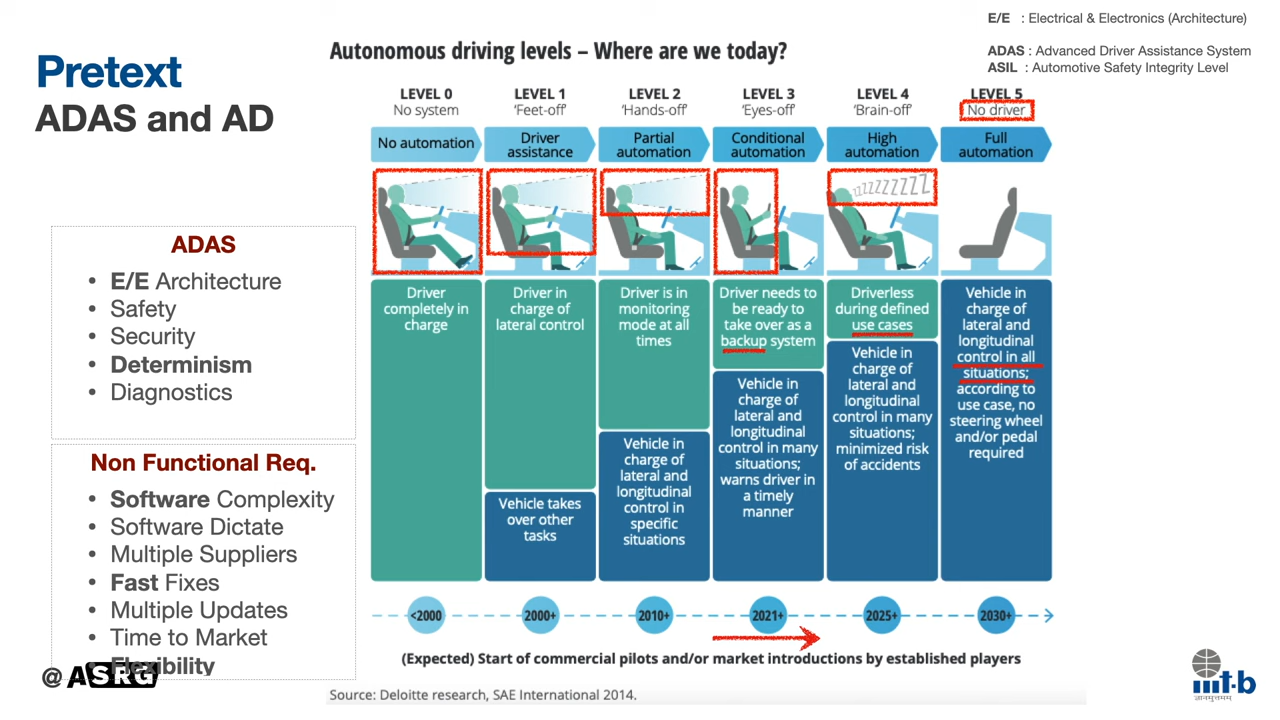 E/E : Electrical & Electronics (Architecture)
ADAS : Advanced Driver Assistance System
ASIL : Automotive Safety Integrity Level
Pretext
ADAS and AD
ADAS
• E/E Architecture
• Safety
• Security
• Determinism
• Diagnostics
Non Functional Req.
• Software Complexity
• Software Dictate
• Multiple Suppliers
• Fast Fixes
• Multiple Updates
• Time to Market
• Flexibility
@ASRG
Autonomous driving levels – Where are we today?
LEVEL 0
No system
No automation
Driver
completely in
charge
<2000
LEVEL 1
'Feet-off'
Driver
assistance
Driver in
charge of
lateral control
Vehicle takes
over other
tasks
2000+
LEVEL 2
'Hands-off'
Partial
automation
Driver is in
monitoring
mode at all
times
Vehicle in
charge of
lateral and
longitudinal
control in
specific
situations
2010+
LEVEL 3
'Eyes-off'
Conditional
automation
Driver needs to
be ready to
take over as a
backup system
Vehicle in
charge of
lateral and
longitudinal
control in many
situations;
warns driver in
a timely
manner
2021+
LEVEL 4
'Brain-off'
High
automation
zzZZZZZZZZ
Driverless
during defined
use cases
Vehicle in
charge of
lateral and
longitudinal
control in many
situations;
minimized risk
of accidents
2025+
LEVEL 5
No driver
Full
automation
Vehicle in
charge of
lateral and
longitudinal
control in all
situations;
according to
use case, no
steering wheel
and/or pedal
required
2030+
(Expected) Start of commercial pilots and/or market introductions by established players
Source: Deloitte research, SAE International 2014.
iiit-b
ज्ञानमुत्तमम्